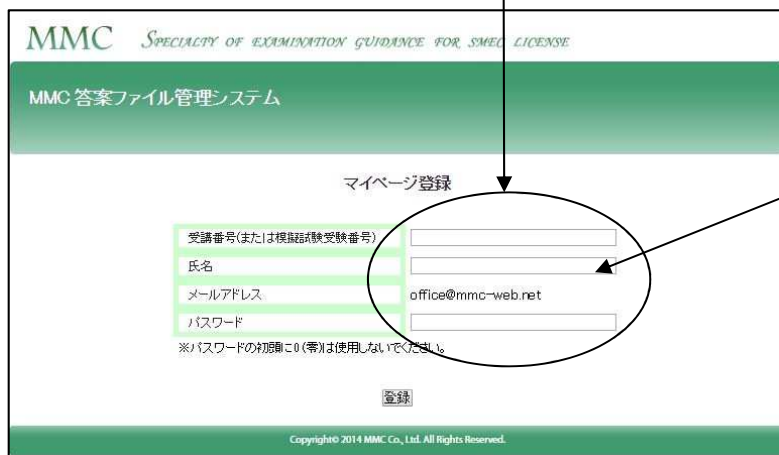 MMC SPECIALTY OF EXAMINATION GUIDANCE FOR SMEC LICENSE
MMC 答案ファイル管理システム
マイページ登録
受講番号(または模擬試験受験番号)
氏名
メールアドレス office@mmc-web.net
パスワード
※パスワードの初頭に0(零)は使用しないでください。
登録
Copyright© 2014 MMC Co., Ltd. All Rights Reserved.